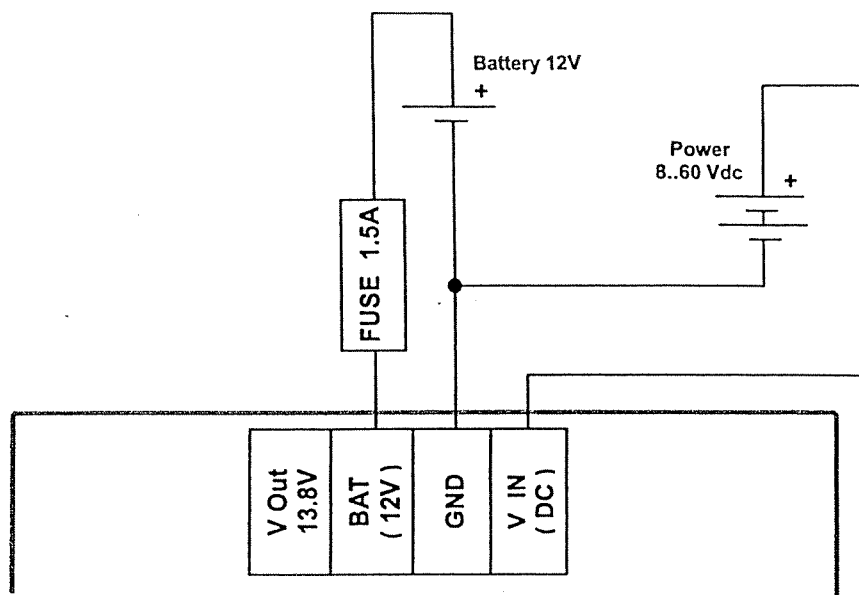 Battery 12V
+
Power
8..60 Vdc
+
FUSE 1.5A
V Out
13.8V
BAT
( 12V )
GND
V IN
( DC )